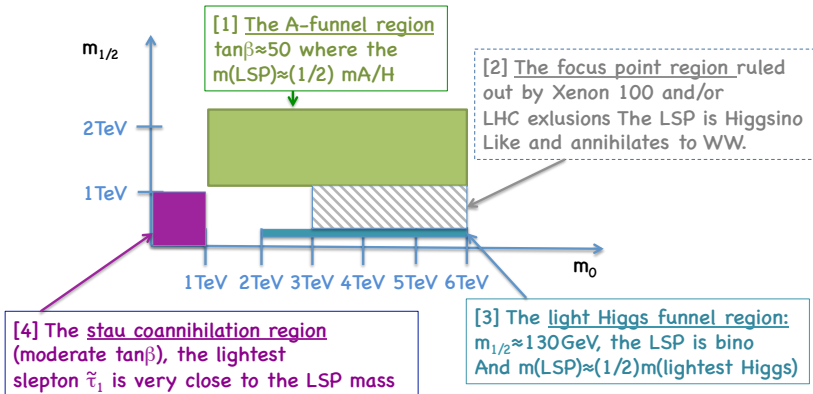 [1] The A-funnel region
tanβ≈50 where the
m(LSP)≈(1/2) mA/H
m1/2
[2] The focus point region ruled
out by Xenon 100 and/or
LHC exlusions The LSP is Higgsino
Like and annihilates to WW.
2TeV
1TeV
1TeV 2TeV 3TeV 4TeV 5TeV 6TeV
m0
[4] The stau coannihilation region
(moderate tanβ), the lightest
slepton τ̃1 is very close to the LSP mass
[3] The light Higgs funnel region:
m1/2≈130GeV, the LSP is bino
And m(LSP)≈(1/2)m(lightest Higgs)